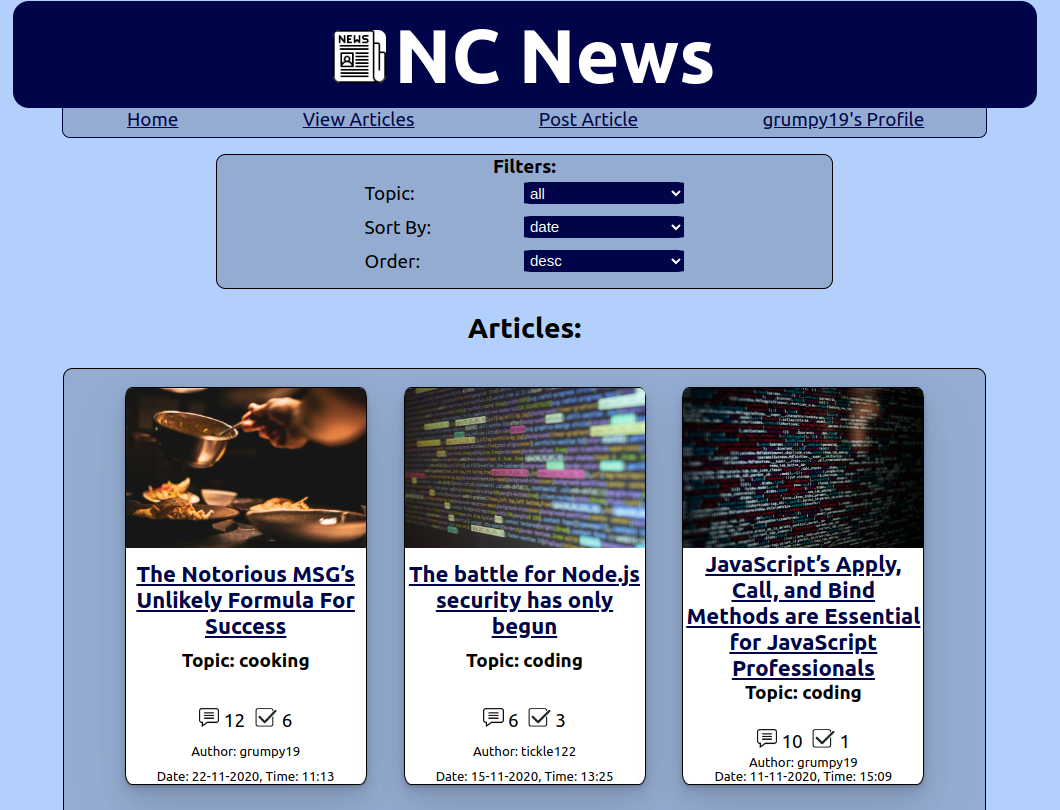 NEWS
NC News
Home View Articles Post Article grumpy19's Profile
Filters:
Topic: all
Sort By: date
Order: desc
Articles:
The Notorious MSG’s
Unlikely Formula For
Success
Topic: cooking
12 6
Author: grumpy19
Date: 22-11-2020, Time: 11:13
The battle for Node.js
security has only
begun
Topic: coding
6 3
Author: tickle122
Date: 15-11-2020, Time: 13:25
JavaScript’s Apply,
Call, and Bind
Methods are Essential
for JavaScript
Professionals
Topic: coding
10 1
Author: grumpy19
Date: 11-11-2020, Time: 15:09